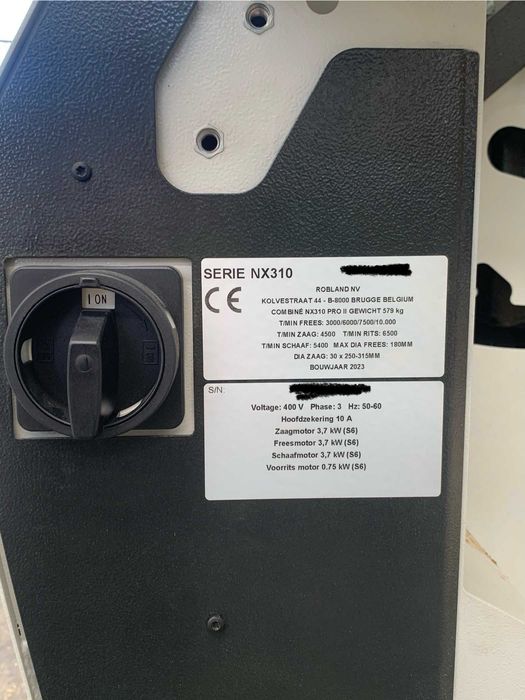 I ON
SERIE NX310
CE
ROBLAND NV
KOLVESTRAAT 44 - B-8000 BRUGGE BELGIUM
COMBINÉ NX310 PRO II GEWICHT 579 kg
T/MIN FREES: 3000/6000/7500/10.000
T/MIN ZAAG: 4500 T/MIN RITS: 6500
T/MIN SCHAAF: 5400 MAX DIA FREES: 180MM
DIA ZAAG: 30 x 250-315MM
BOUWJAAR 2023
S/N:
Voltage: 400 V Phase: 3 Hz: 50-60
Hoofdzekering 10 A
Zaagmotor 3,7 kW (S6)
Freesmotor 3,7 kW (S6)
Schaafmotor 3,7 kW (S6)
Voorrits motor 0.75 kW (S6)